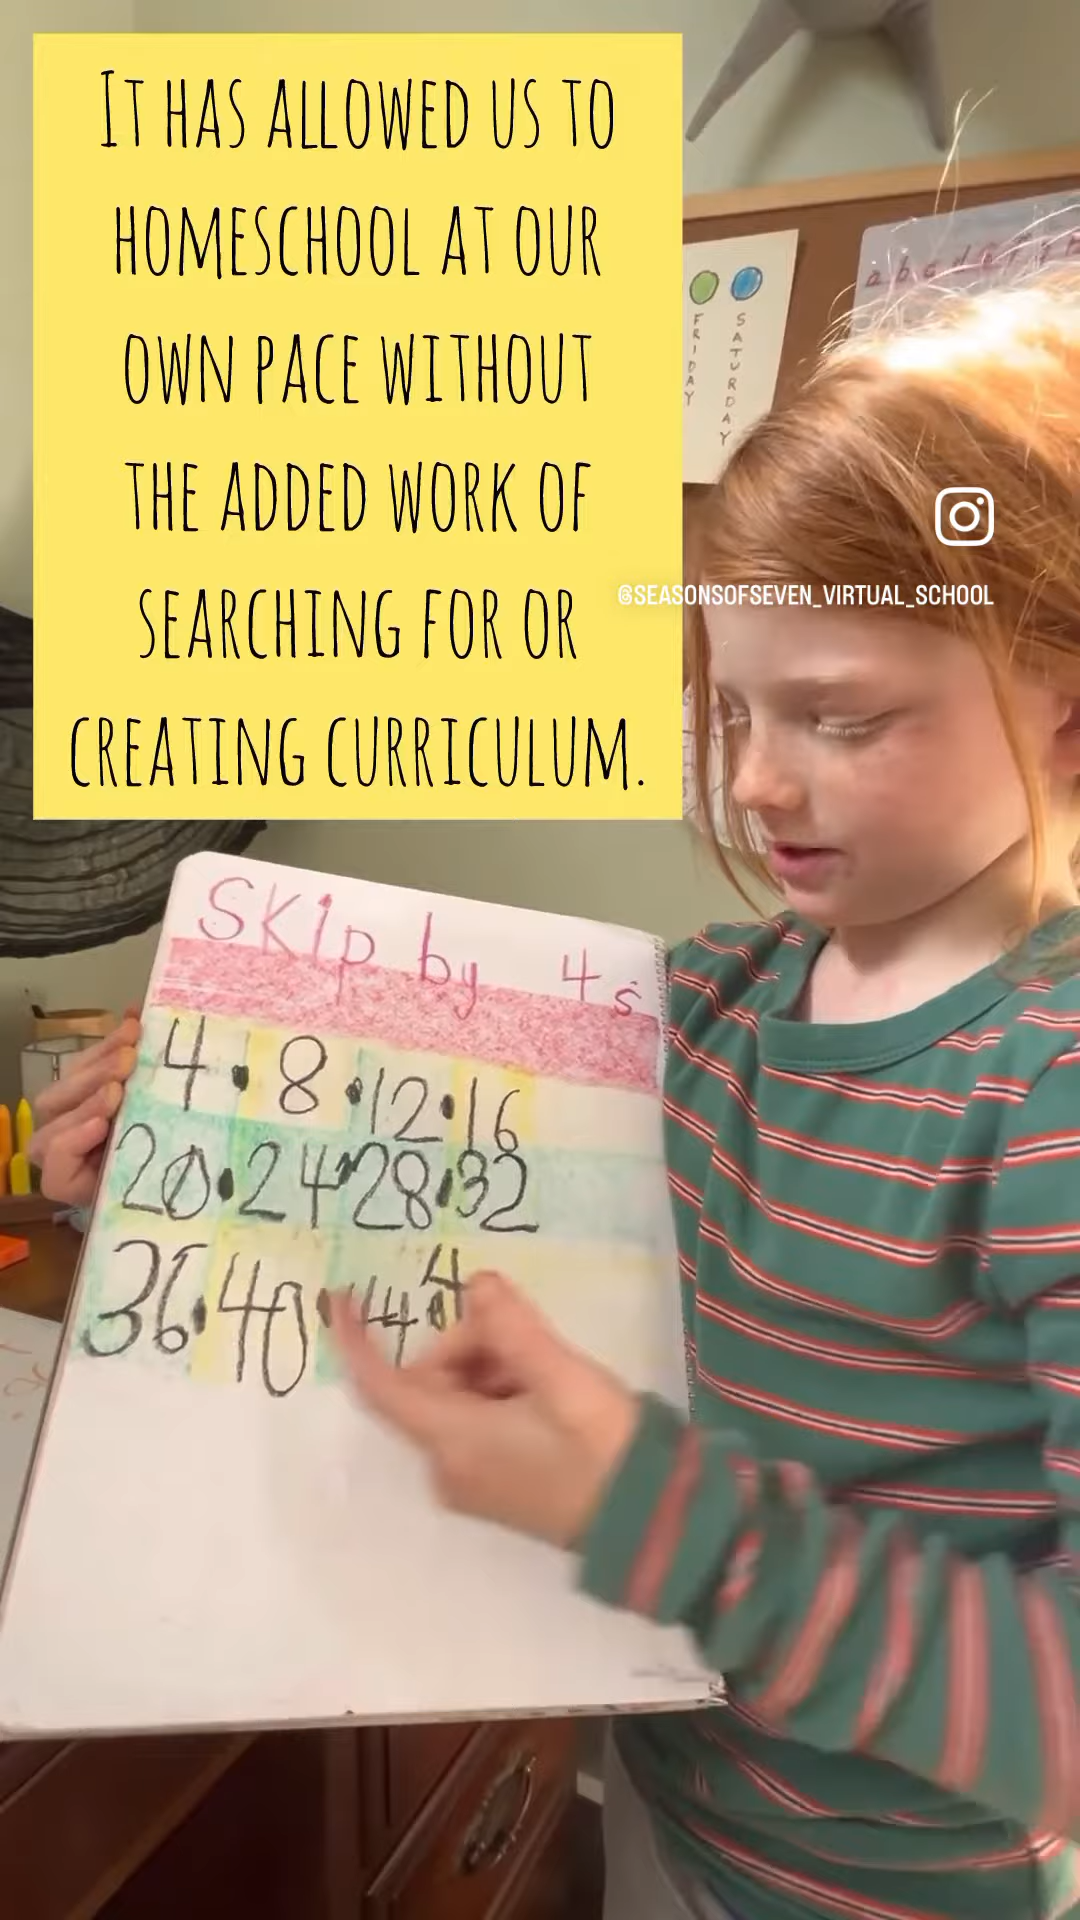 IT HAS ALLOWED US TO
HOMESCHOOL AT OUR
OWN PACE WITHOUT
THE ADDED WORK OF
SEARCHING FOR OR
CREATING CURRICULUM.
FRIDAY
SATURDAY
a b c d e f g h
@SEASONSOFSEVEN_VIRTUAL_SCHOOL
Skip by 4s
4 • 8 • 12 • 16
20 • 24 • 28 • 32
36 • 40 • 44